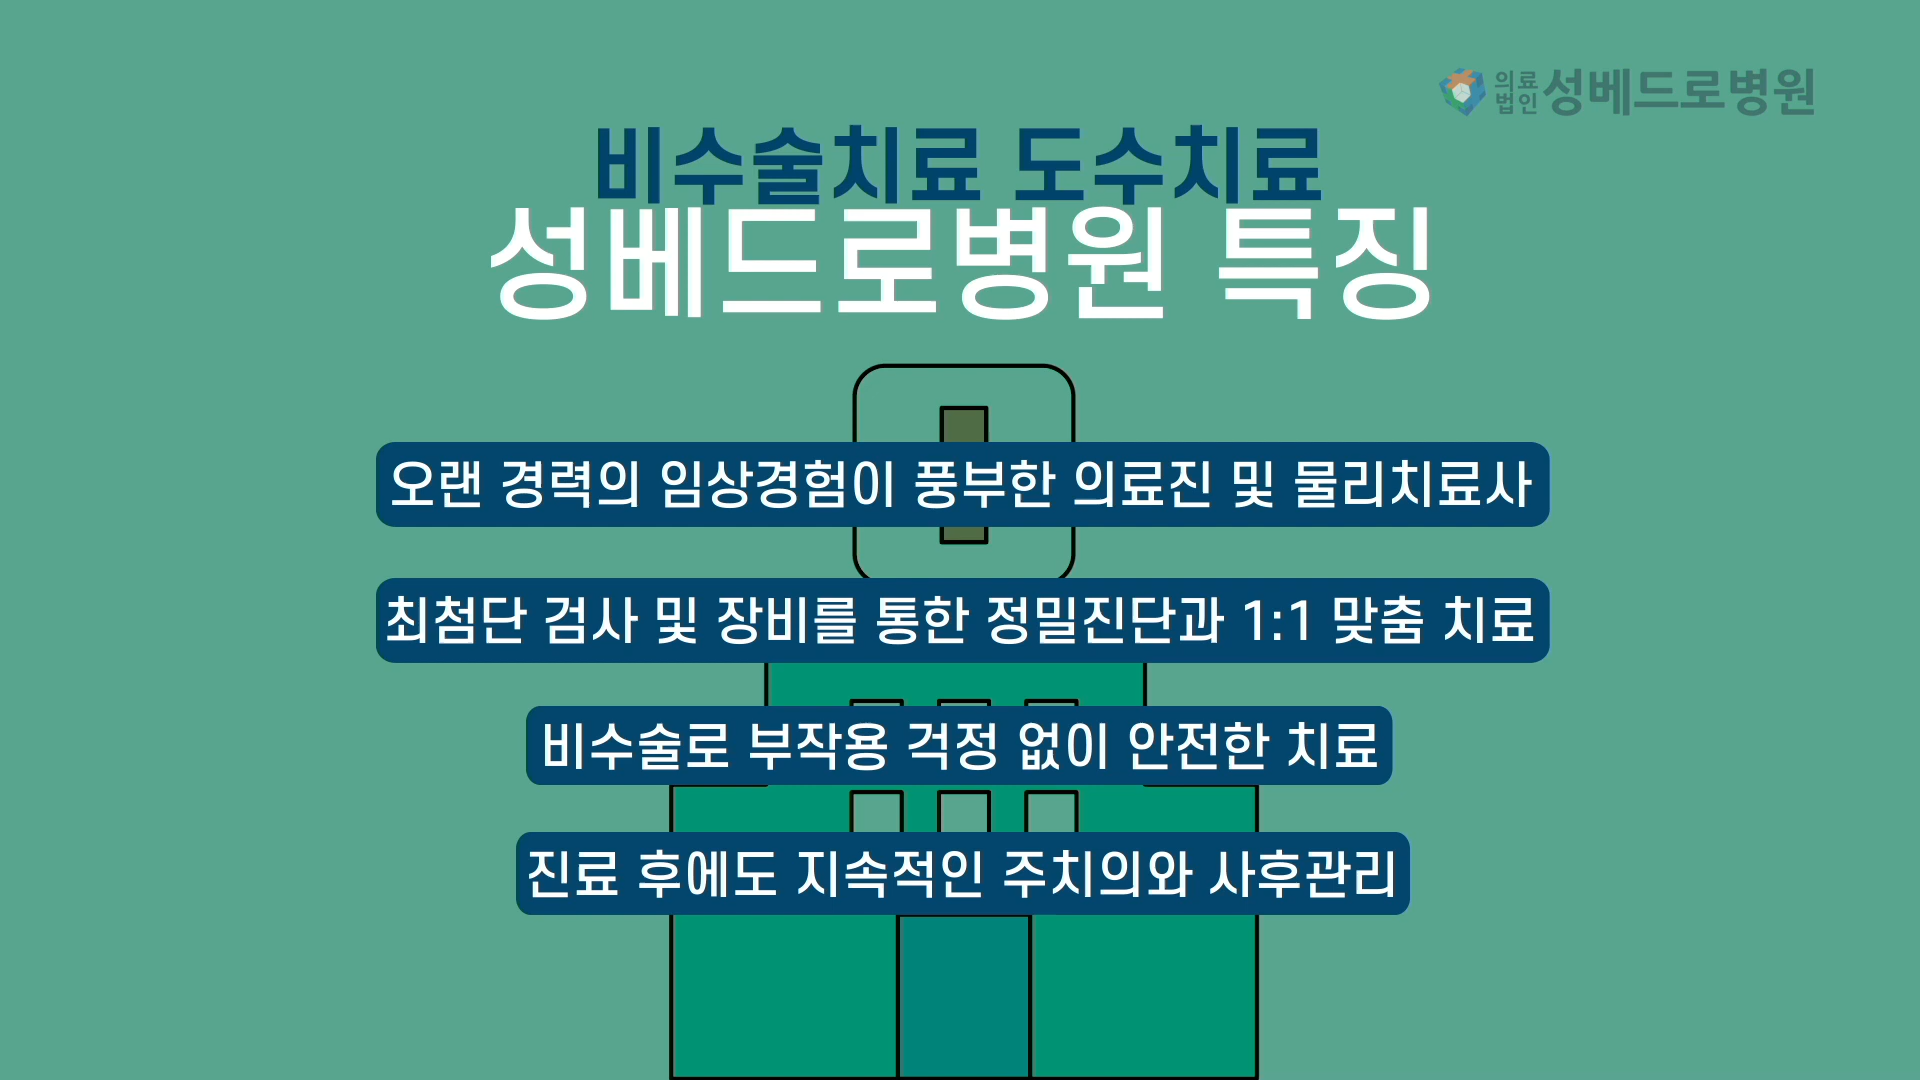 의료
법인
성베드로병원
비수술치료 도수치료
성베드로병원 특징
오랜 경력의 임상경험이 풍부한 의료진 및 물리치료사
최첨단 검사 및 장비를 통한 정밀진단과 1:1 맞춤 치료
비수술로 부작용 걱정 없이 안전한 치료
진료 후에도 지속적인 주치의와 사후관리